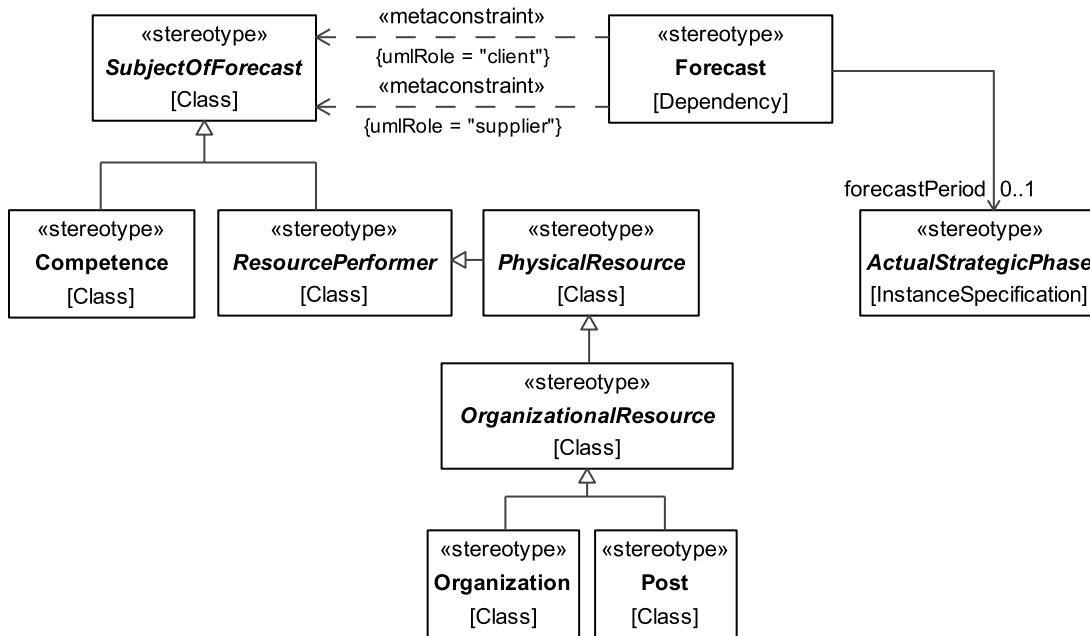 «metaconstraint»
{umlRole = "client"}
«metaconstraint»
{umlRole = "supplier"}
«stereotype»
SubjectOfForecast
[Class]
«stereotype»
Forecast
[Dependency]
forecastPeriod 0..1
«stereotype»
Competence
[Class]
«stereotype»
ResourcePerformer
[Class]
«stereotype»
PhysicalResource
[Class]
«stereotype»
ActualStrategicPhase
[InstanceSpecification]
«stereotype»
OrganizationalResource
[Class]
«stereotype»
Organization
[Class]
«stereotype»
Post
[Class]